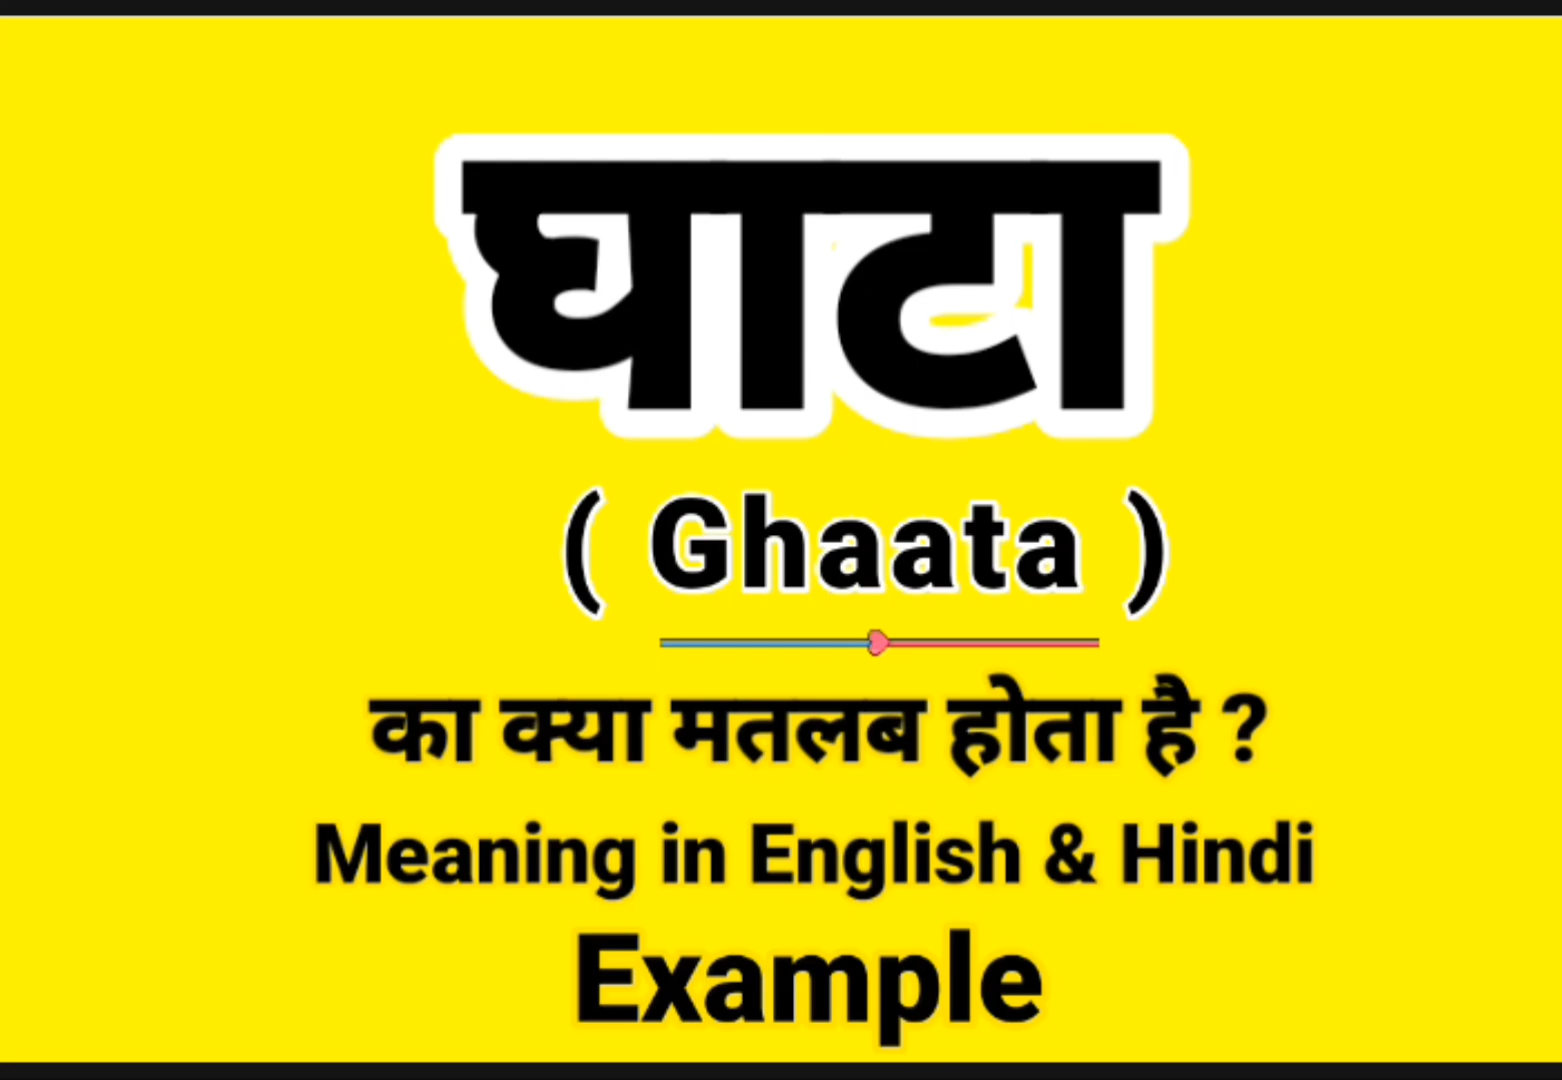 घाटा
( Ghaata )
का क्या मतलब होता है ?
Meaning in English & Hindi
Example